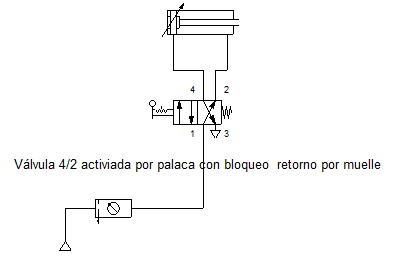 4 2
1 3
Válvula 4/2 activiada por palaca con bloqueo retorno por muelle